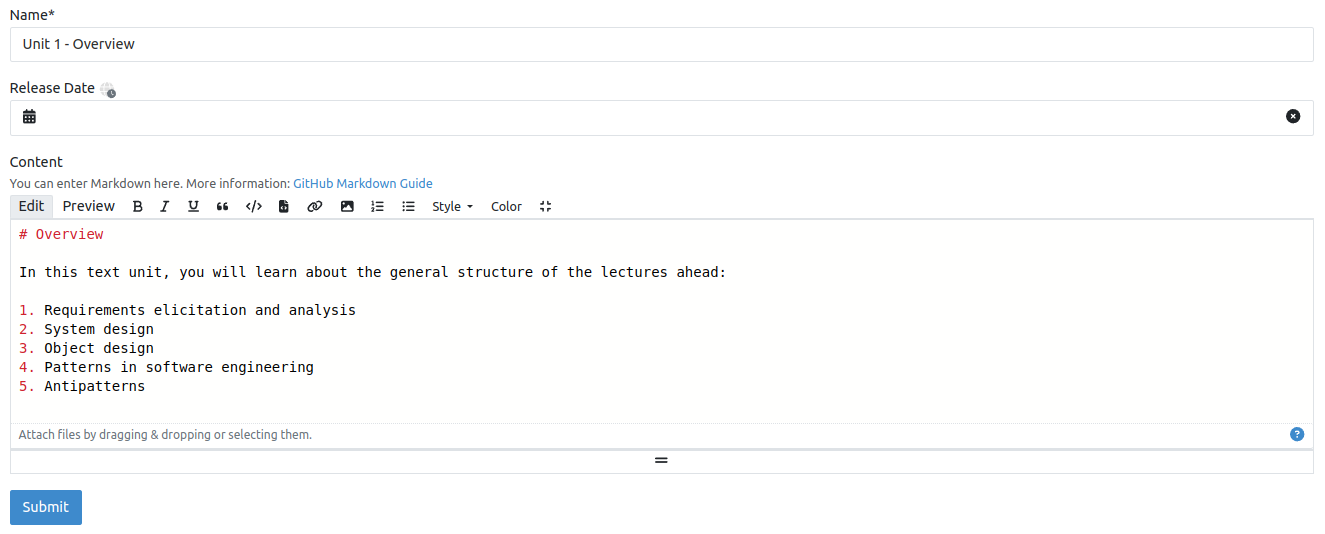 Name*
Unit 1 - Overview
Release Date
Content
You can enter Markdown here. More information: GitHub Markdown Guide
Edit Preview B I U Style Color
# Overview
In this text unit, you will learn about the general structure of the lectures ahead:
1. Requirements elicitation and analysis
2. System design
3. Object design
4. Patterns in software engineering
5. Antipatterns
Attach files by dragging & dropping or selecting them.
Submit